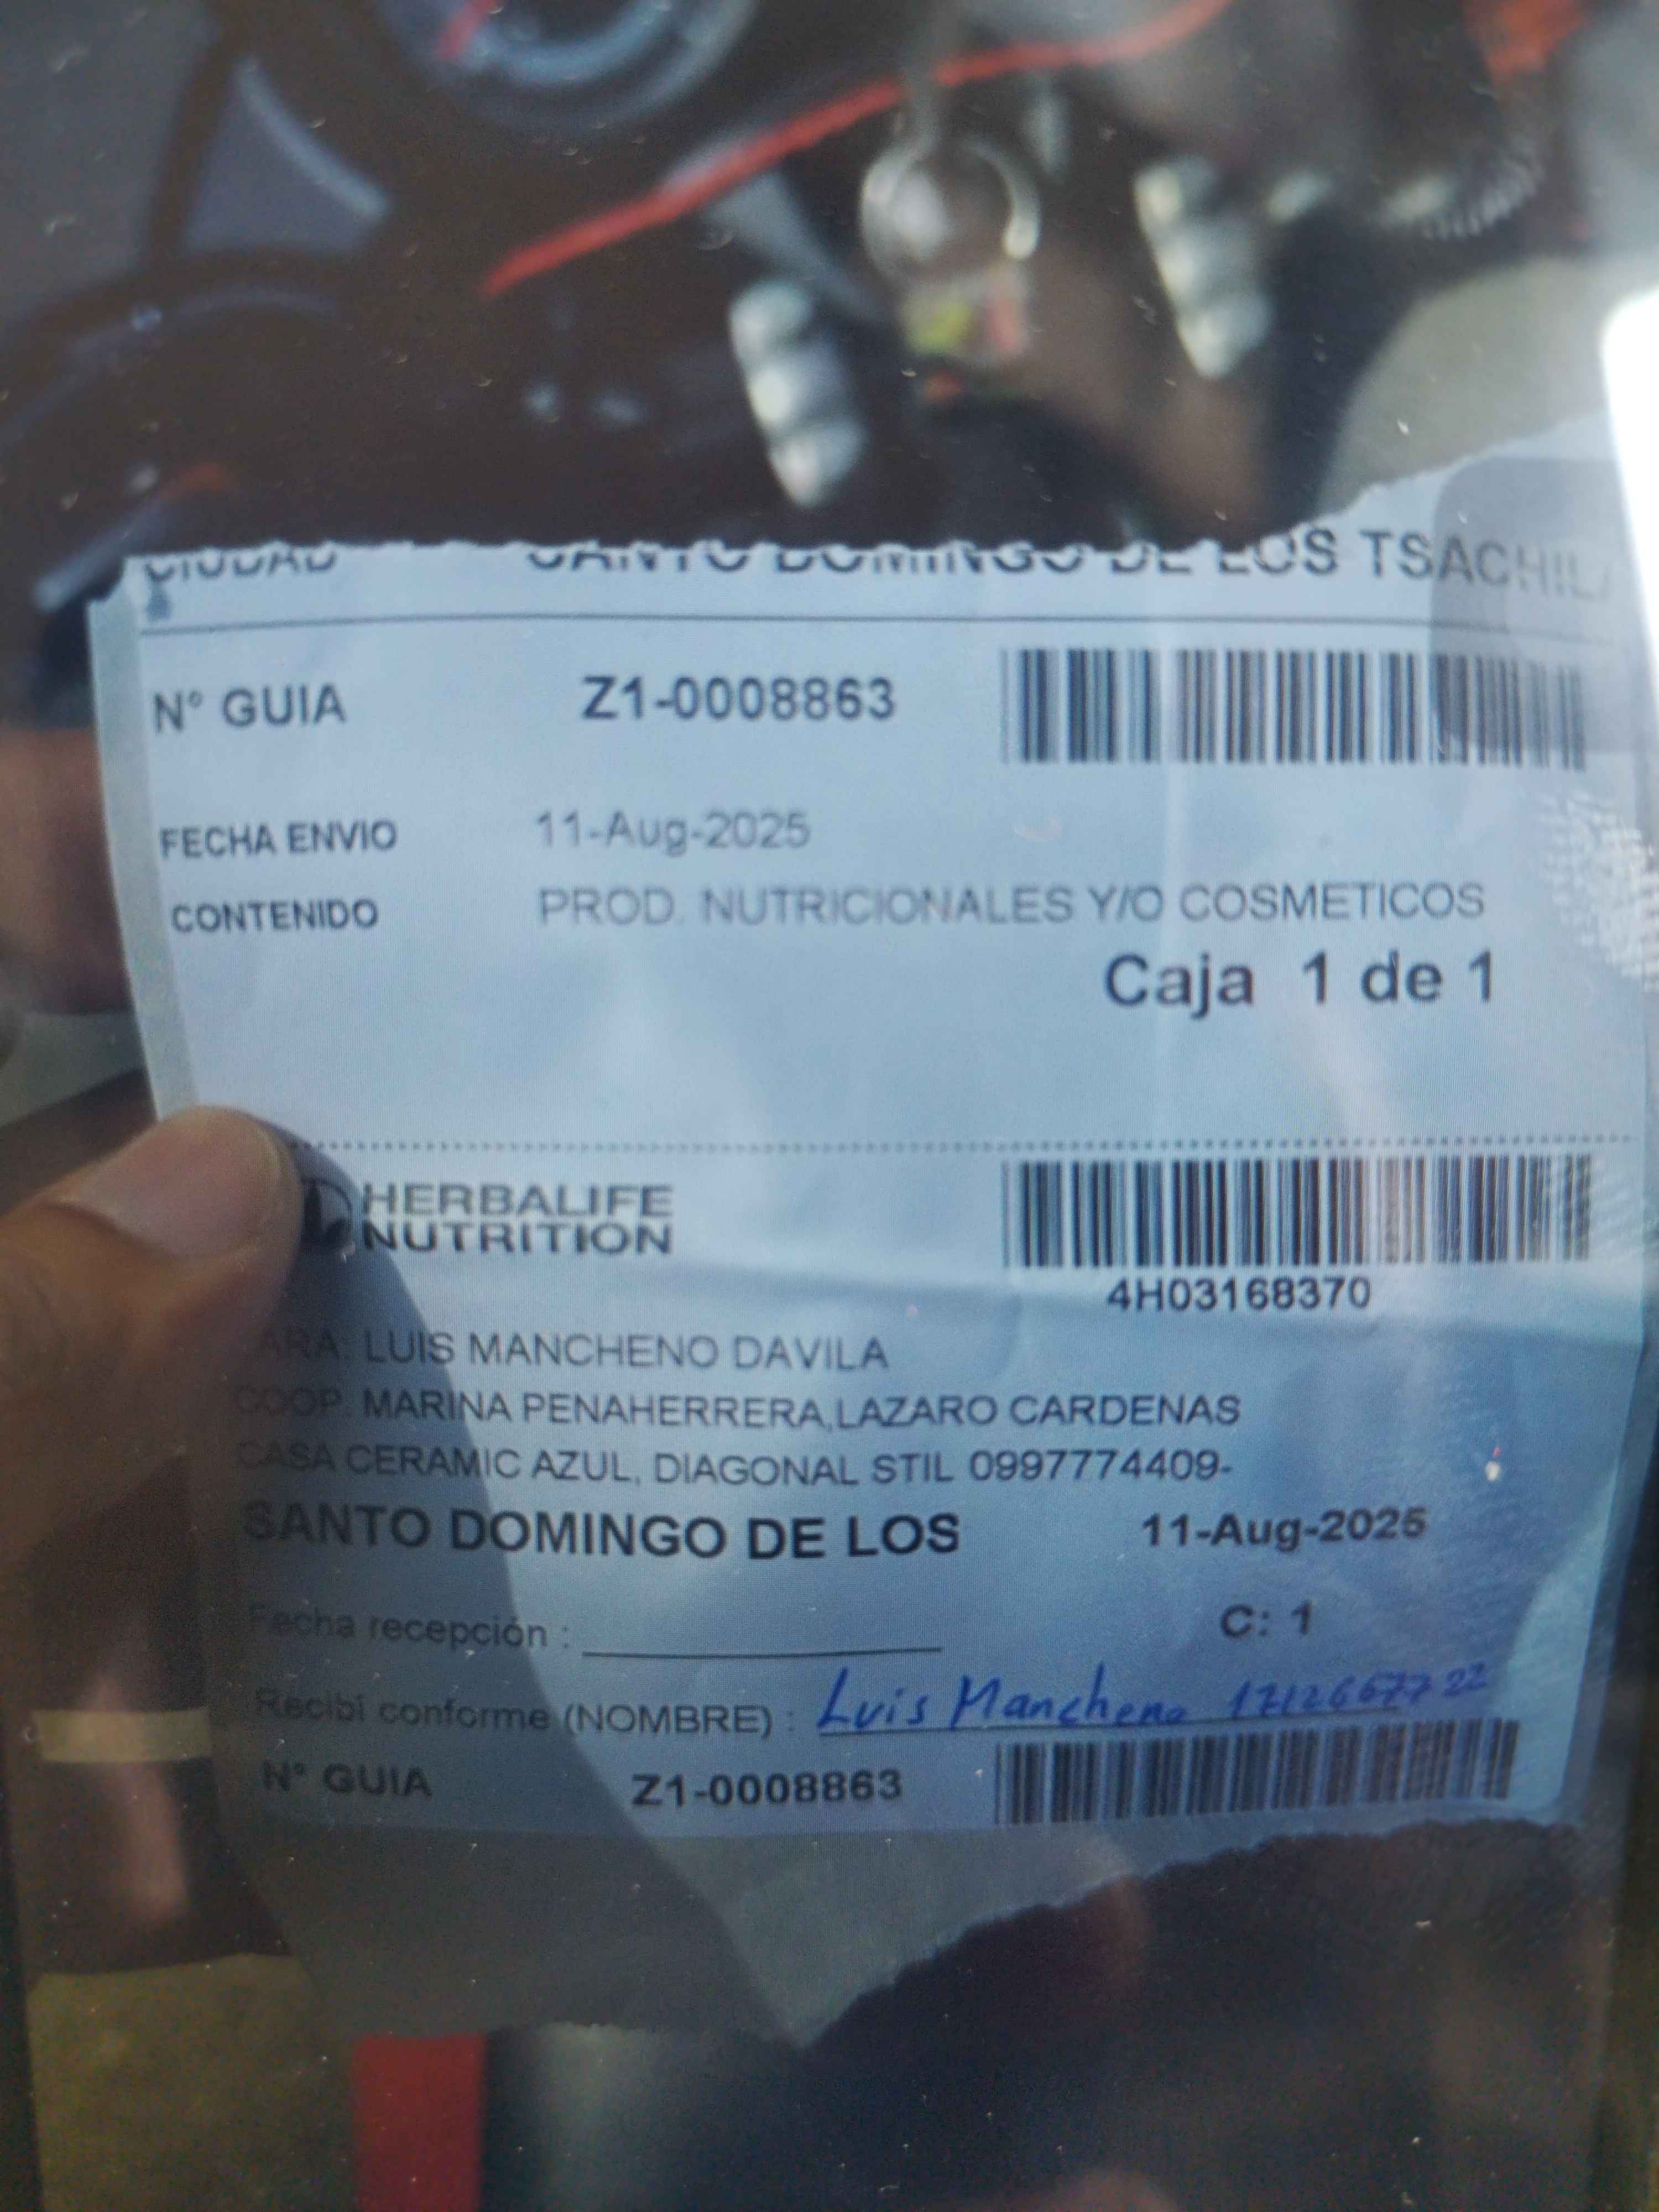 CIUDAD SANTO DOMINGO DE LOS TSACHIL
N° GUIA Z1-0008863
FECHA ENVIO 11-Aug-2025
CONTENIDO PROD. NUTRICIONALES Y/O COSMETICOS
Caja 1 de 1
HERBALIFE
NUTRITION
4H03168370
PARA: LUIS MANCHENO DAVILA
COOP. MARINA PENAHERRERA,LAZARO CARDENAS
CASA CERAMIC AZUL, DIAGONAL STIL 0997774409-
SANTO DOMINGO DE LOS 11-Aug-2025
Fecha recepción : C: 1
Recibí conforme (NOMBRE) : Luis Mancheno 1712667722
N° GUIA Z1-0008863